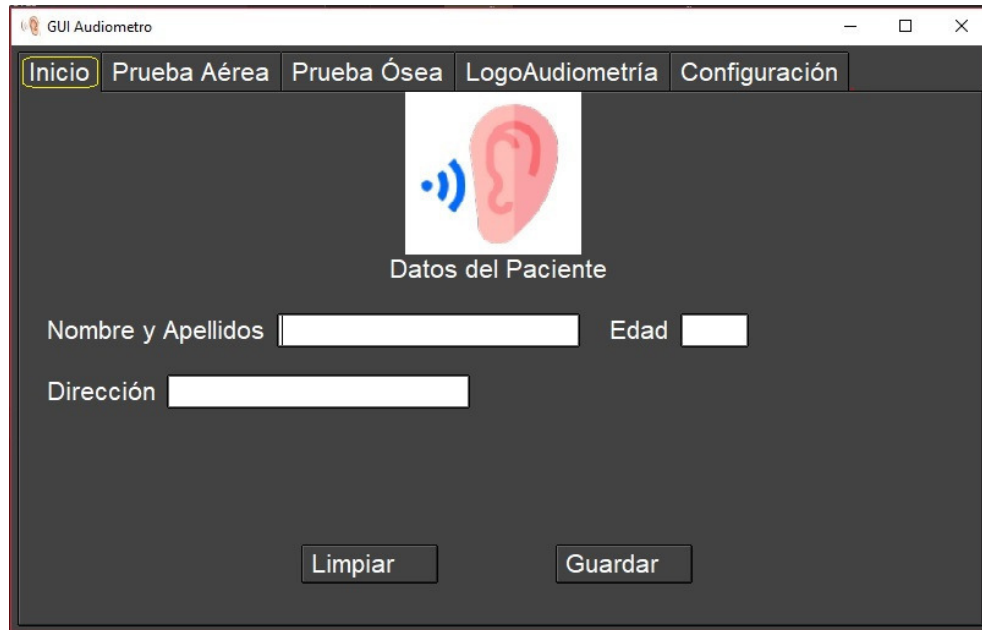 GUI Audiometro
Inicio Prueba Aérea Prueba Ósea LogoAudiometría Configuración
Datos del Paciente
Nombre y Apellidos Edad
Dirección
Limpiar Guardar